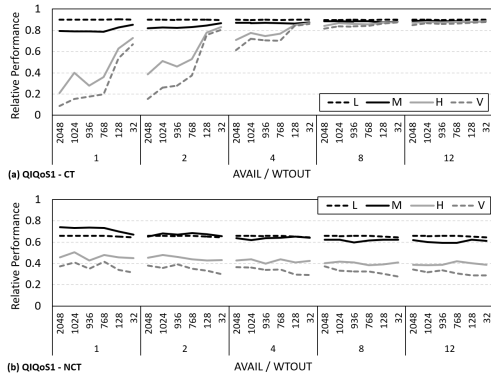 Relative Performance
1
0.8
0.6
0.4
0.2
0
L M H V
2048 1024 936 768 128 32 2048 1024 936 768 128 32 2048 1024 936 768 128 32 2048 1024 936 768 128 32 2048 1024 936 768 128 32
1 2 4 8 12
(a) QIQoS1 - CT
AVAIL / WTOUT
Relative Performance
1
0.8
0.6
0.4
0.2
0
L M H V
2048 1024 936 768 128 32 2048 1024 936 768 128 32 2048 1024 936 768 128 32 2048 1024 936 768 128 32 2048 1024 936 768 128 32
1 2 4 8 12
(b) QIQoS1 - NCT
AVAIL / WTOUT